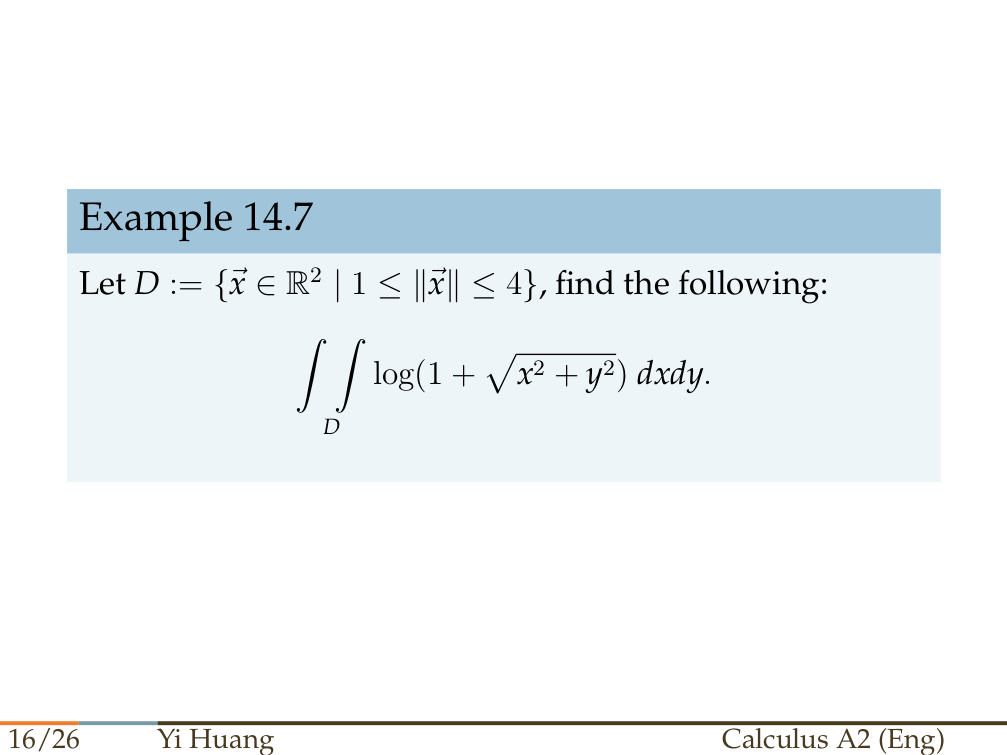 Example 14.7
Let D := {x⃗ ∈ ℝ² | 1 ≤ ‖x⃗‖ ≤ 4}, find the following:
∫∫_D log(1 + √(x² + y²)) dxdy.
16/26 Yi Huang Calculus A2 (Eng)